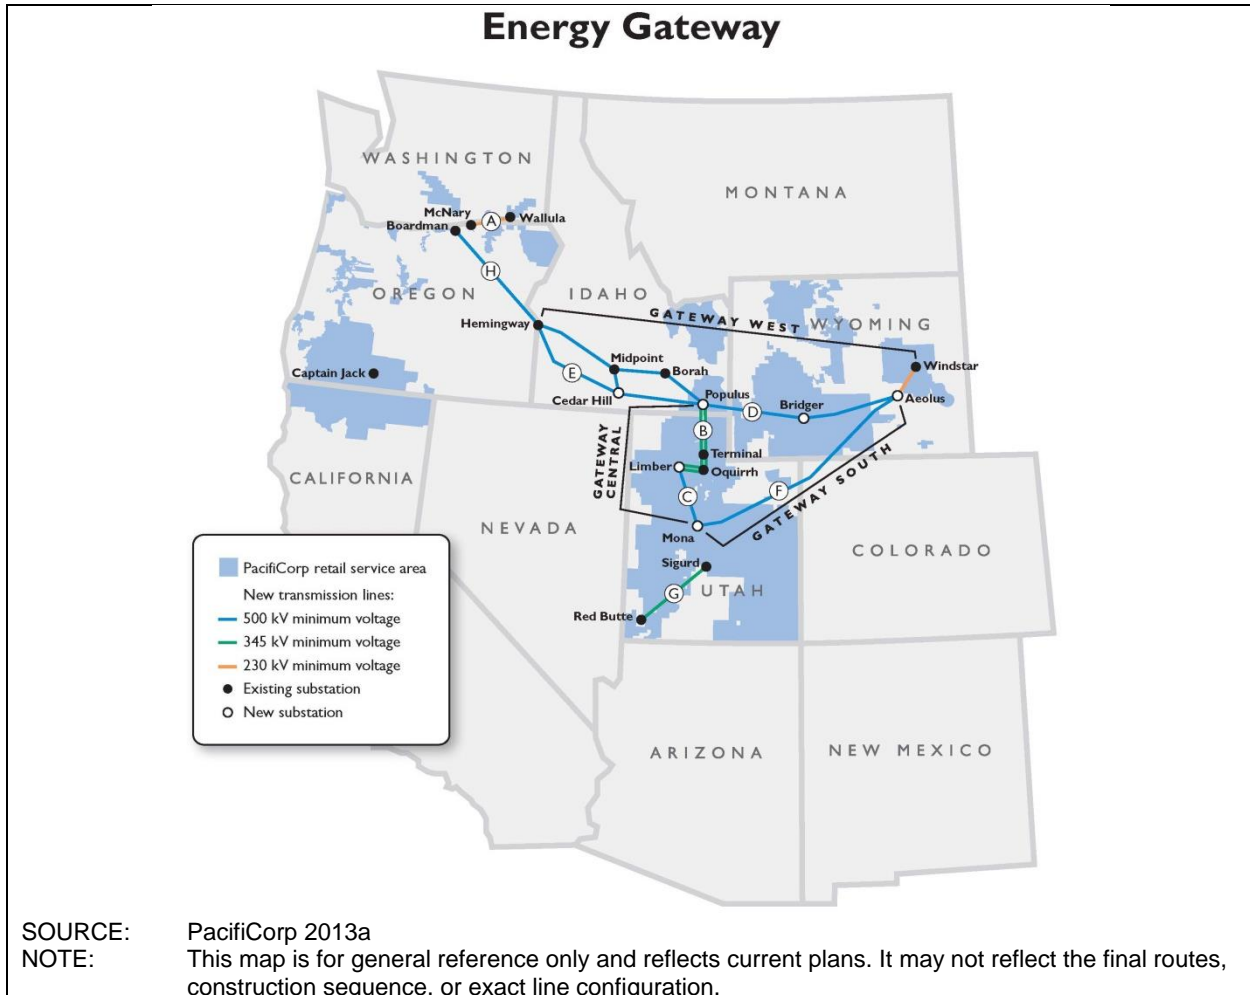 Energy Gateway
WASHINGTON
MONTANA
McNary
A
Wallula
Boardman
H
OREGON
IDAHO
GATEWAY WEST
WYOMING
Hemingway
Midpoint
Windstar
Captain Jack
E
Borah
Cedar Hill
Populus
D
Bridger
Aeolus
B
GATEWAY
CENTRAL
Terminal
Limber
Oquirrh
CALIFORNIA
C
F
GATEWAY SOUTH
NEVADA
Mona
COLORADO
Sigurd
G
UTAH
Red Butte
PacifiCorp retail service area
New transmission lines:
500 kV minimum voltage
345 kV minimum voltage
230 kV minimum voltage
Existing substation
New substation
ARIZONA
NEW MEXICO
SOURCE: PacifiCorp 2013a
NOTE: This map is for general reference only and reflects current plans. It may not reflect the final routes,
construction sequence, or exact line configuration.